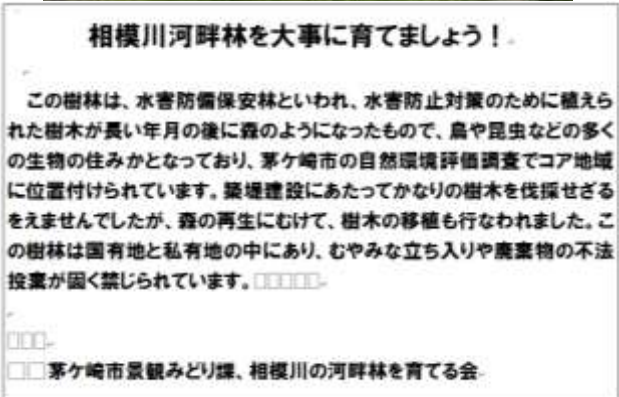 相模川河畔林を大事に育てましょう！
この樹林は、水害防備保安林といわれ、水害防止対策のために植えら
れた樹木が長い年月の後に森のようになったもので、鳥や昆虫などの多く
の生物の住みかとなっており、茅ケ崎市の自然環境評価調査でコア地域
に位置付けられています。築堤建設にあたってかなりの樹木を伐採せざる
をえませんでしたが、森の再生にむけて、樹木の移植も行なわれました。こ
の樹林は国有地と私有地の中にあり、むやみな立ち入りや廃棄物の不法
投棄が固く禁じられています。□□□□□
□□□
□□茅ケ崎市景観みどり課、相模川の河畔林を育てる会